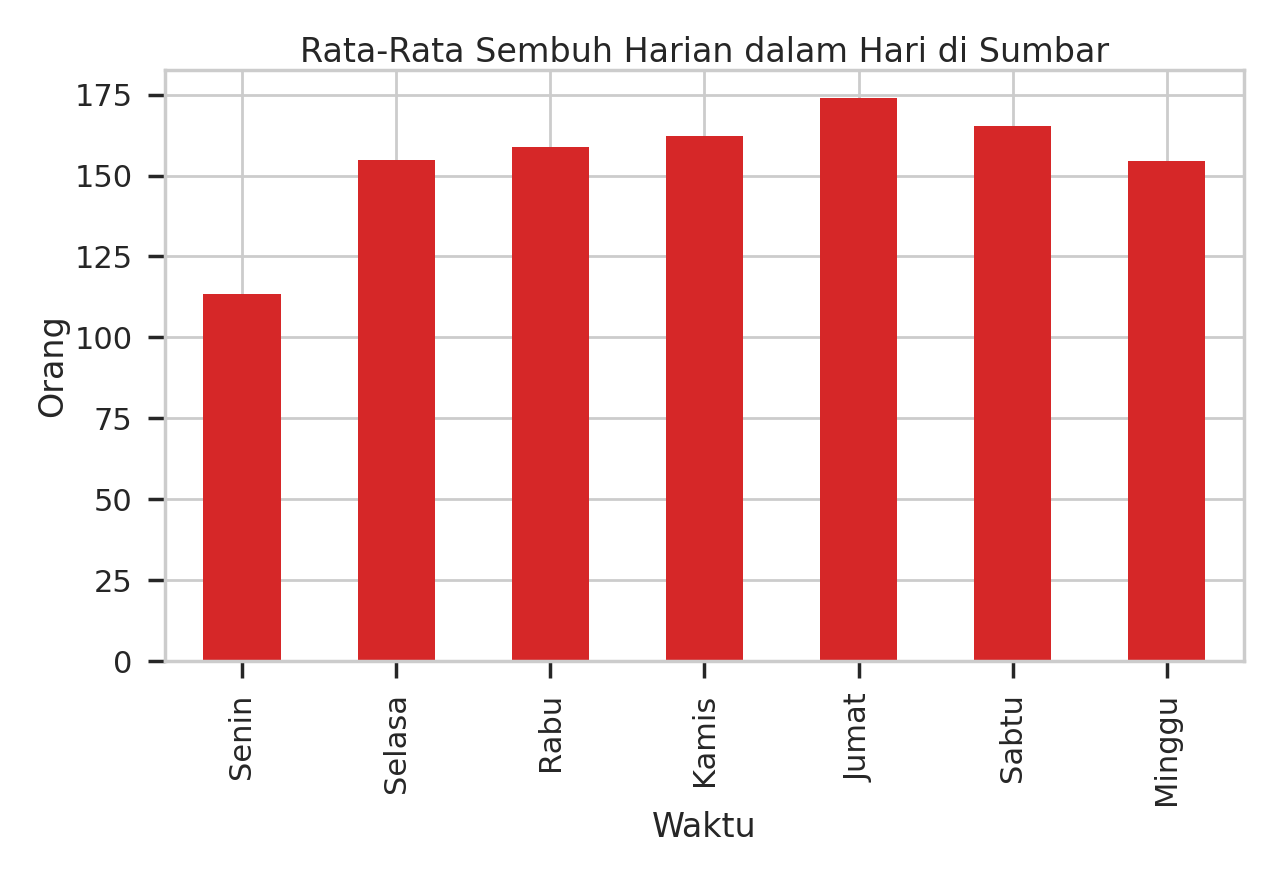 Rata-Rata Sembuh Harian dalam Hari di Sumbar
Orang
175
150
125
100
75
50
25
0
Senin
Selasa
Rabu
Kamis
Jumat
Sabtu
Minggu
Waktu